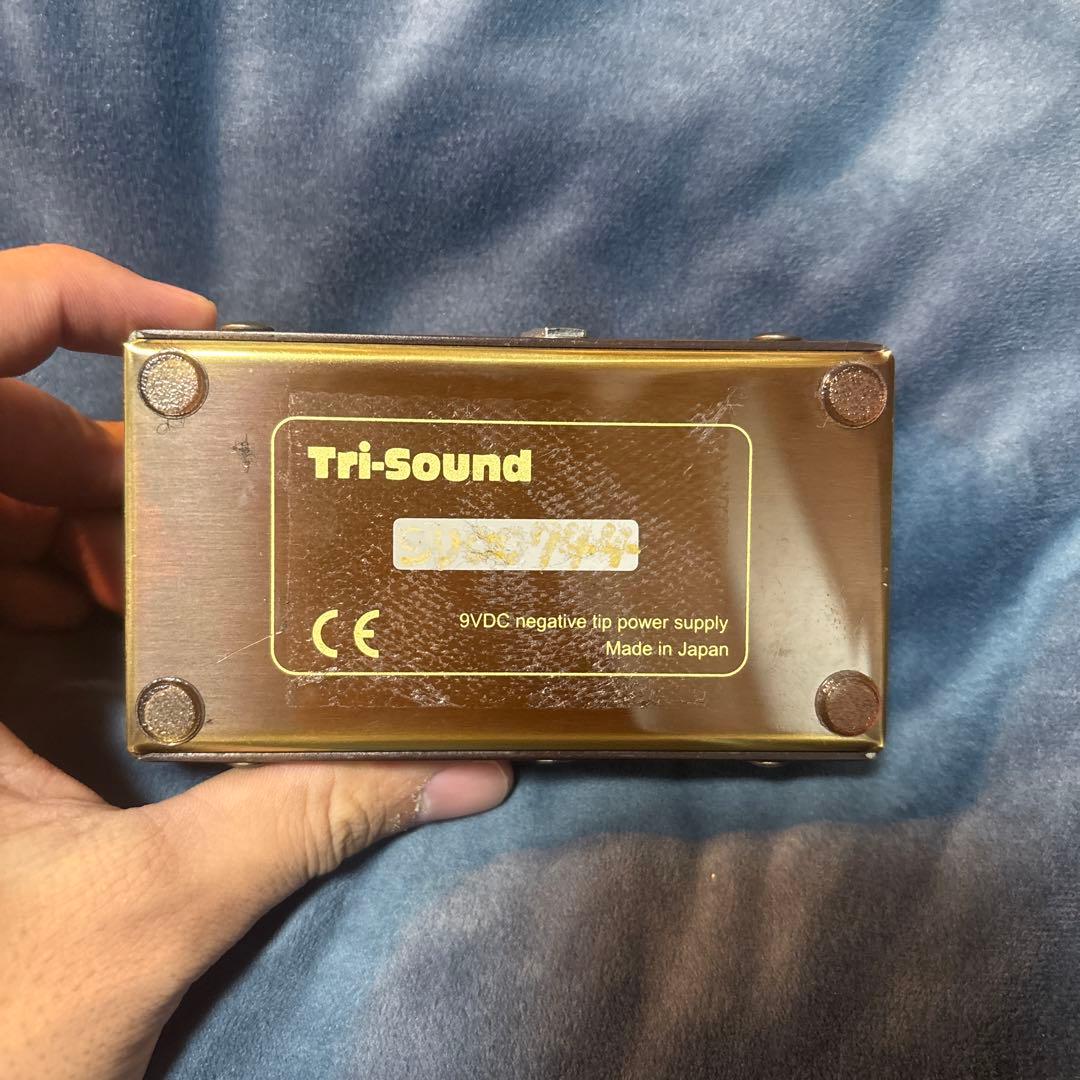 Tri-Sound
CE
9VDC negative tip power supply
Made in Japan